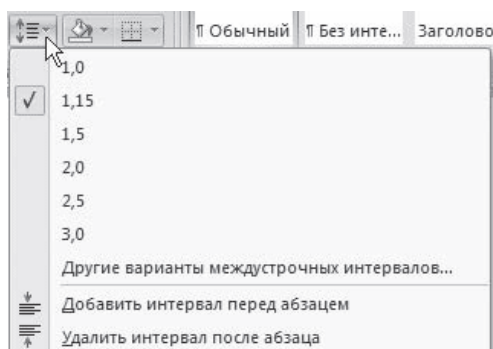 ¶ Обычный ¶ Без инте... Заголово
1,0
1,15
1,5
2,0
2,5
3,0
Другие варианты междустрочных интервалов...
Добавить интервал перед абзацем
Удалить интервал после абзаца